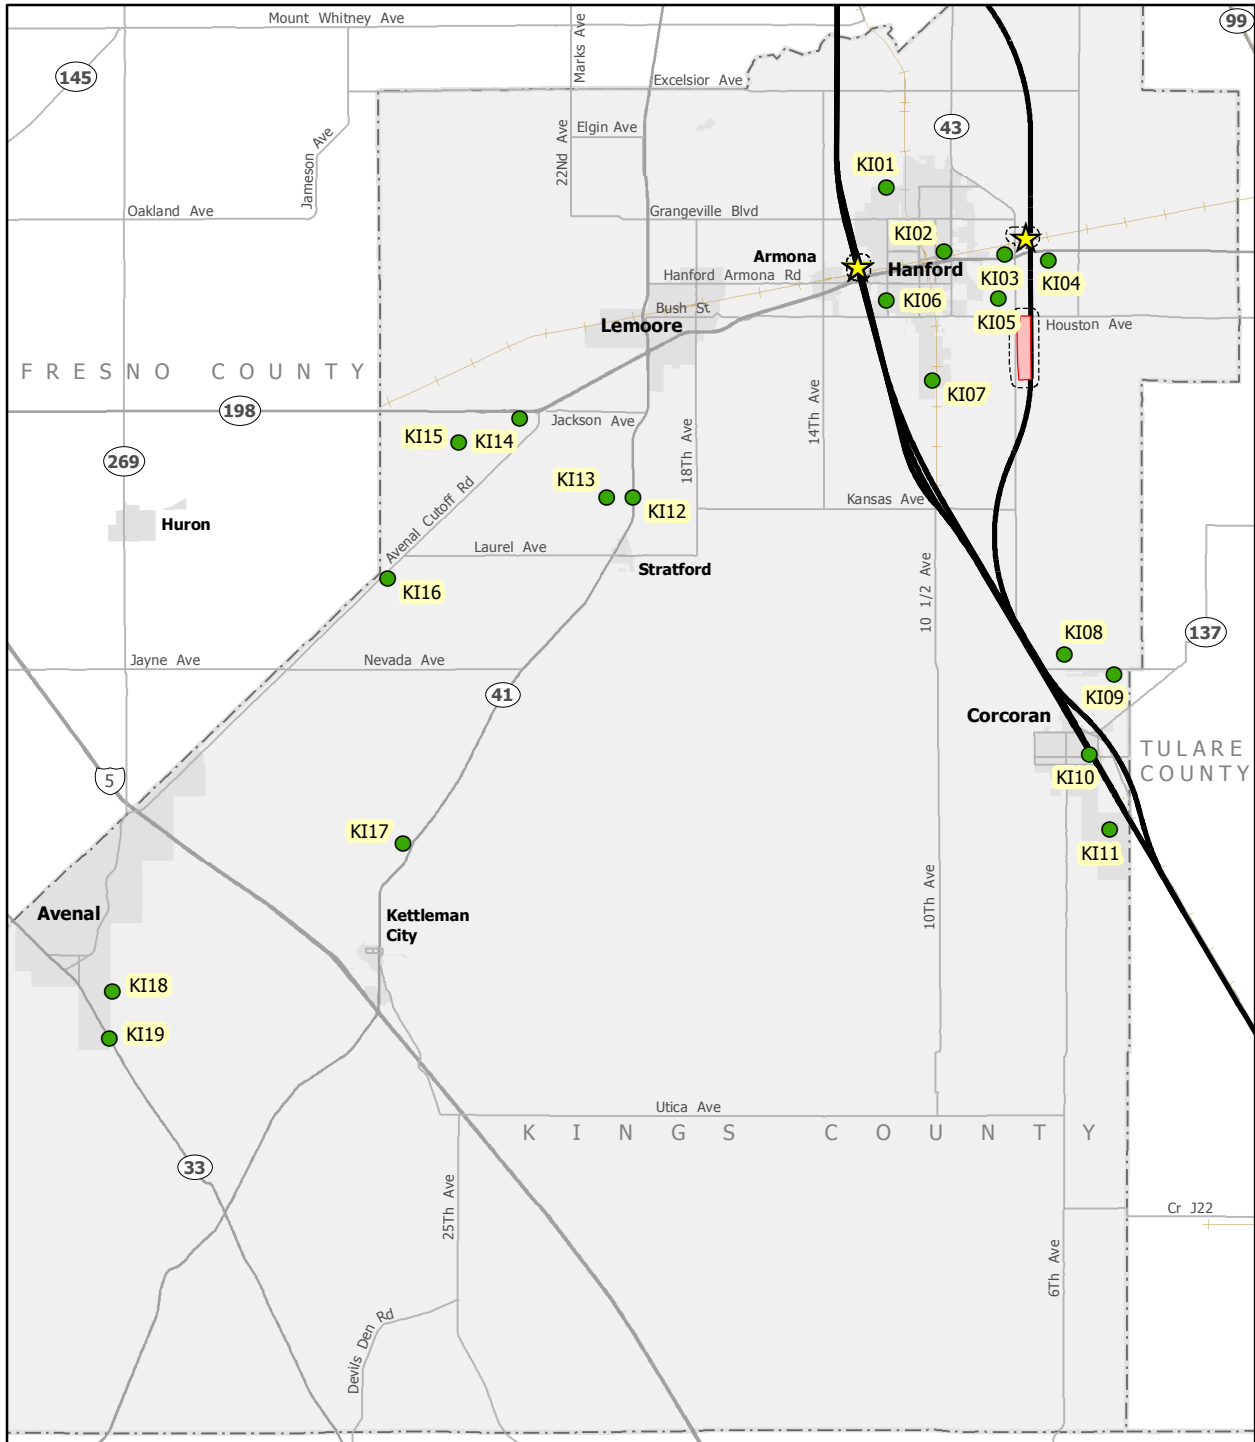 Mount Whitney Ave
99
145
Marks Ave
Excelsior Ave
Elgin Ave
22Nd Ave
43
Jameson Ave
KI01
Oakland Ave
Grangeville Blvd
KI02
Armona
Hanford
KI03
KI04
Hanford Armona Rd
KI06
Bush St
Lemoore
KI05
Houston Ave
FRESNO COUNTY
KI07
198
14Th Ave
Jackson Ave
KI15
KI14
18Th Ave
269
KI13
KI12
Kansas Ave
Avenal Cutoff Rd
Huron
Laurel Ave
Stratford
KI16
10 1/2 Ave
KI08
137
Jayne Ave
Nevada Ave
41
KI09
Corcoran
TULARE
COUNTY
5
KI10
KI17
KI11
Avenal
Kettleman
City
10Th Ave
KI18
KI19
Utica Ave
KINGS COUNTY
33
25Th Ave
Cr J22
6Th Ave
Devils Den Rd